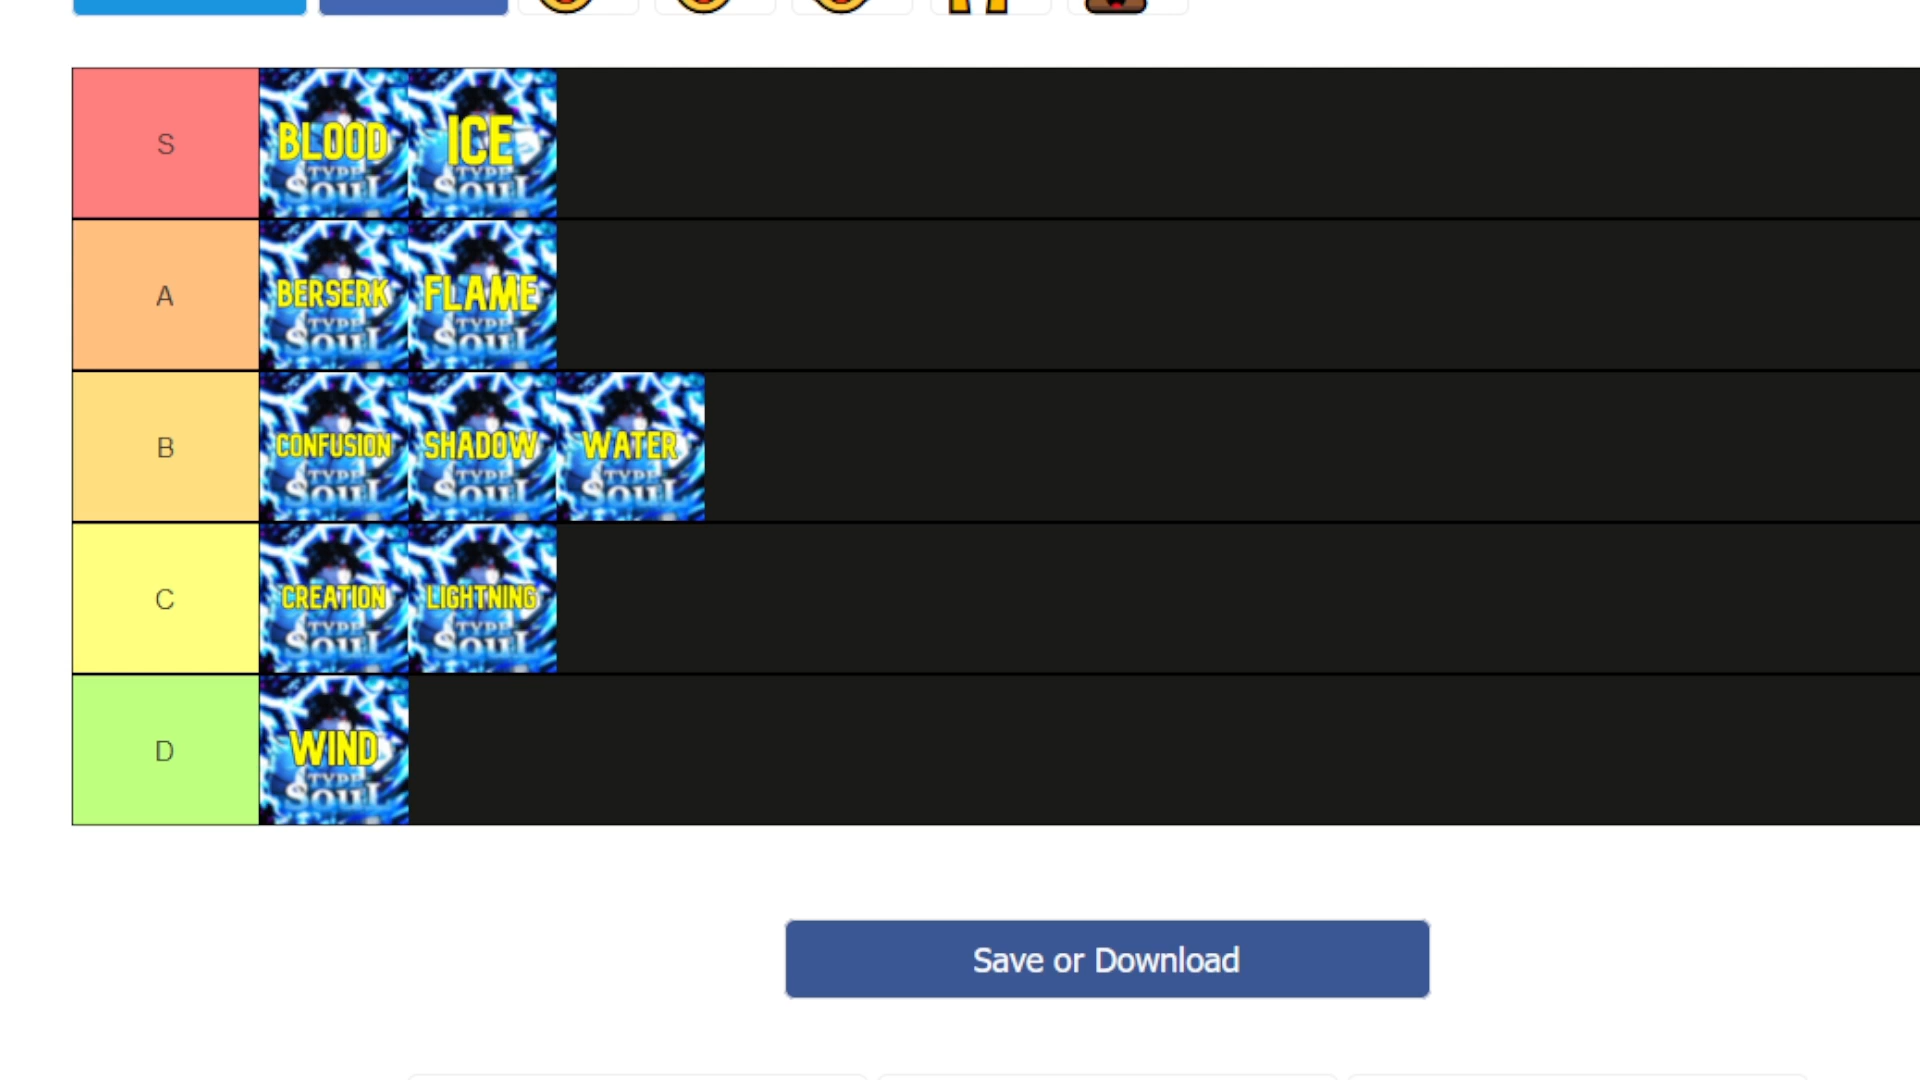 S
BLOOD
TYPE
SOUL
ICE
TYPE
SOUL
A
BERSERK
TYPE
SOUL
FLAME
TYPE
SOUL
B
CONFUSION
TYPE
SOUL
SHADOW
TYPE
SOUL
WATER
TYPE
SOUL
C
CREATION
TYPE
SOUL
LIGHTNING
TYPE
SOUL
D
WIND
TYPE
SOUL
Save or Download